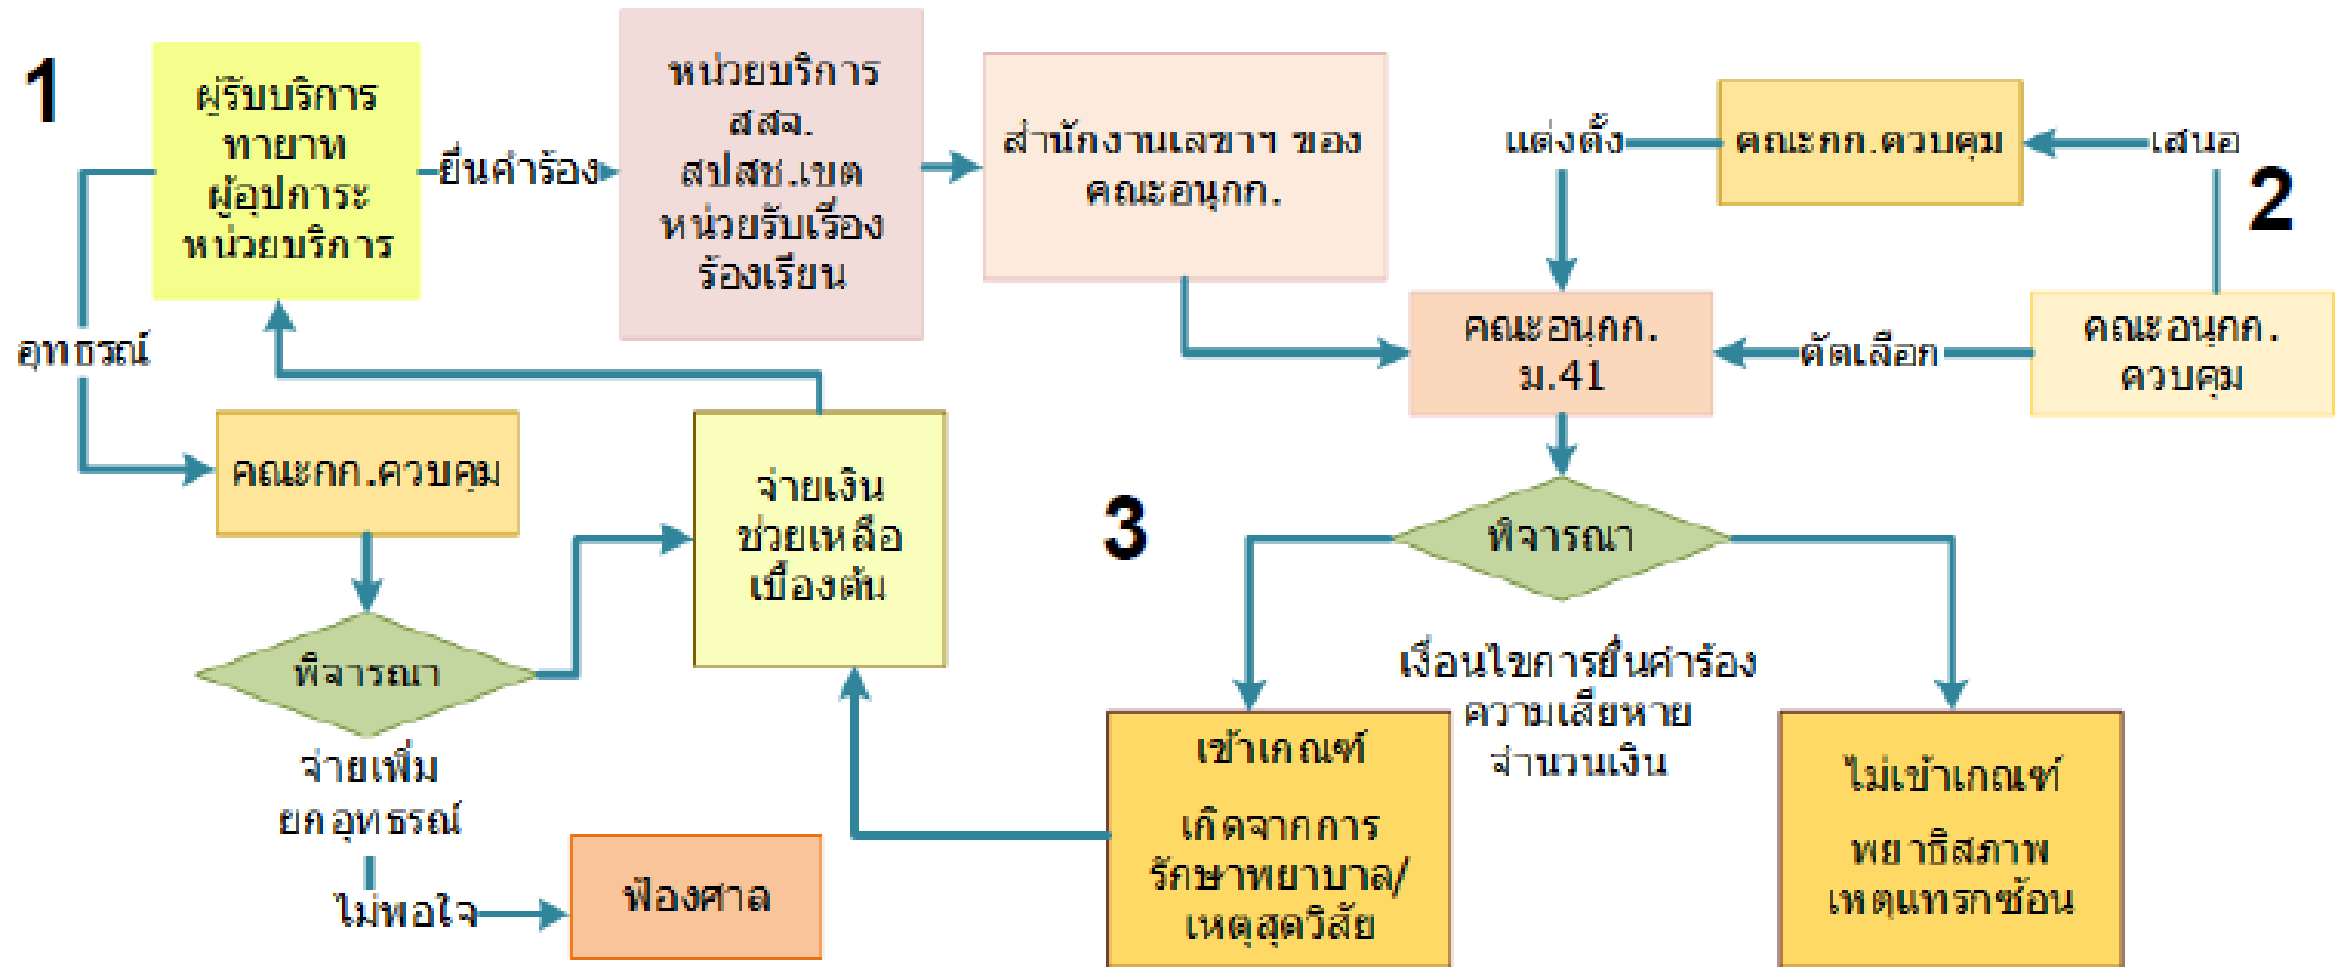 1
ผู้รับบริการ
ทายาท
ผู้อุปการะ
หน่วยบริการ
ยื่นคำร้อง
หน่วยบริการ
สสจ.
สปสช.เขต
หน่วยรับเรื่อง
ร้องเรียน
สำนักงานเลขาฯ ของ
คณะอนุกก.
แต่งตั้ง
คณะกก.ควบคุม
เสนอ
2
คณะอนุกก.
ม.41
คัดเลือก
คณะอนุกก.
ควบคุม
อุทธรณ์
คณะกก.ควบคุม
จ่ายเงิน
ช่วยเหลือ
เบื้องต้น
3
พิจารณา
พิจารณา
เงื่อนไขการยื่นคำร้อง
ความเสียหาย
จำนวนเงิน
จ่ายเพิ่ม
ยกอุทธรณ์
ไม่พอใจ
ฟ้องศาล
เข้าเกณฑ์
เกิดจากการ
รักษาพยาบาล/
เหตุสุดวิสัย
ไม่เข้าเกณฑ์
พยาธิสภาพ
เหตุแทรกซ้อน